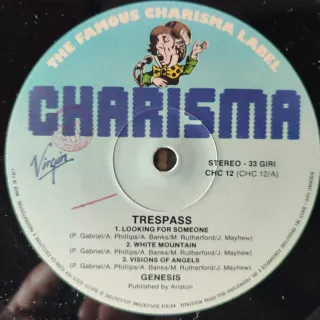 THE FAMOUS CHARISMA LABEL
CHARISMA
Virgin
STEREO - 33 GIRI
CHC 12 (CHC 12/A)
TRESPASS
1. LOOKING FOR SOMEONE
(P. Gabriel/A. Phillips/A. Banks/M. Rutherford/J. Mayhew)
2. WHITE MOUNTAIN
(P. Gabriel/A. Phillips/A. Banks/M. Rutherford/J. Mayhew)
3. VISIONS OF ANGELS
(P. Gabriel/A. Phillips/A. Banks/M. Rutherford/J. Mayhew)
GENESIS
Published by Ariston